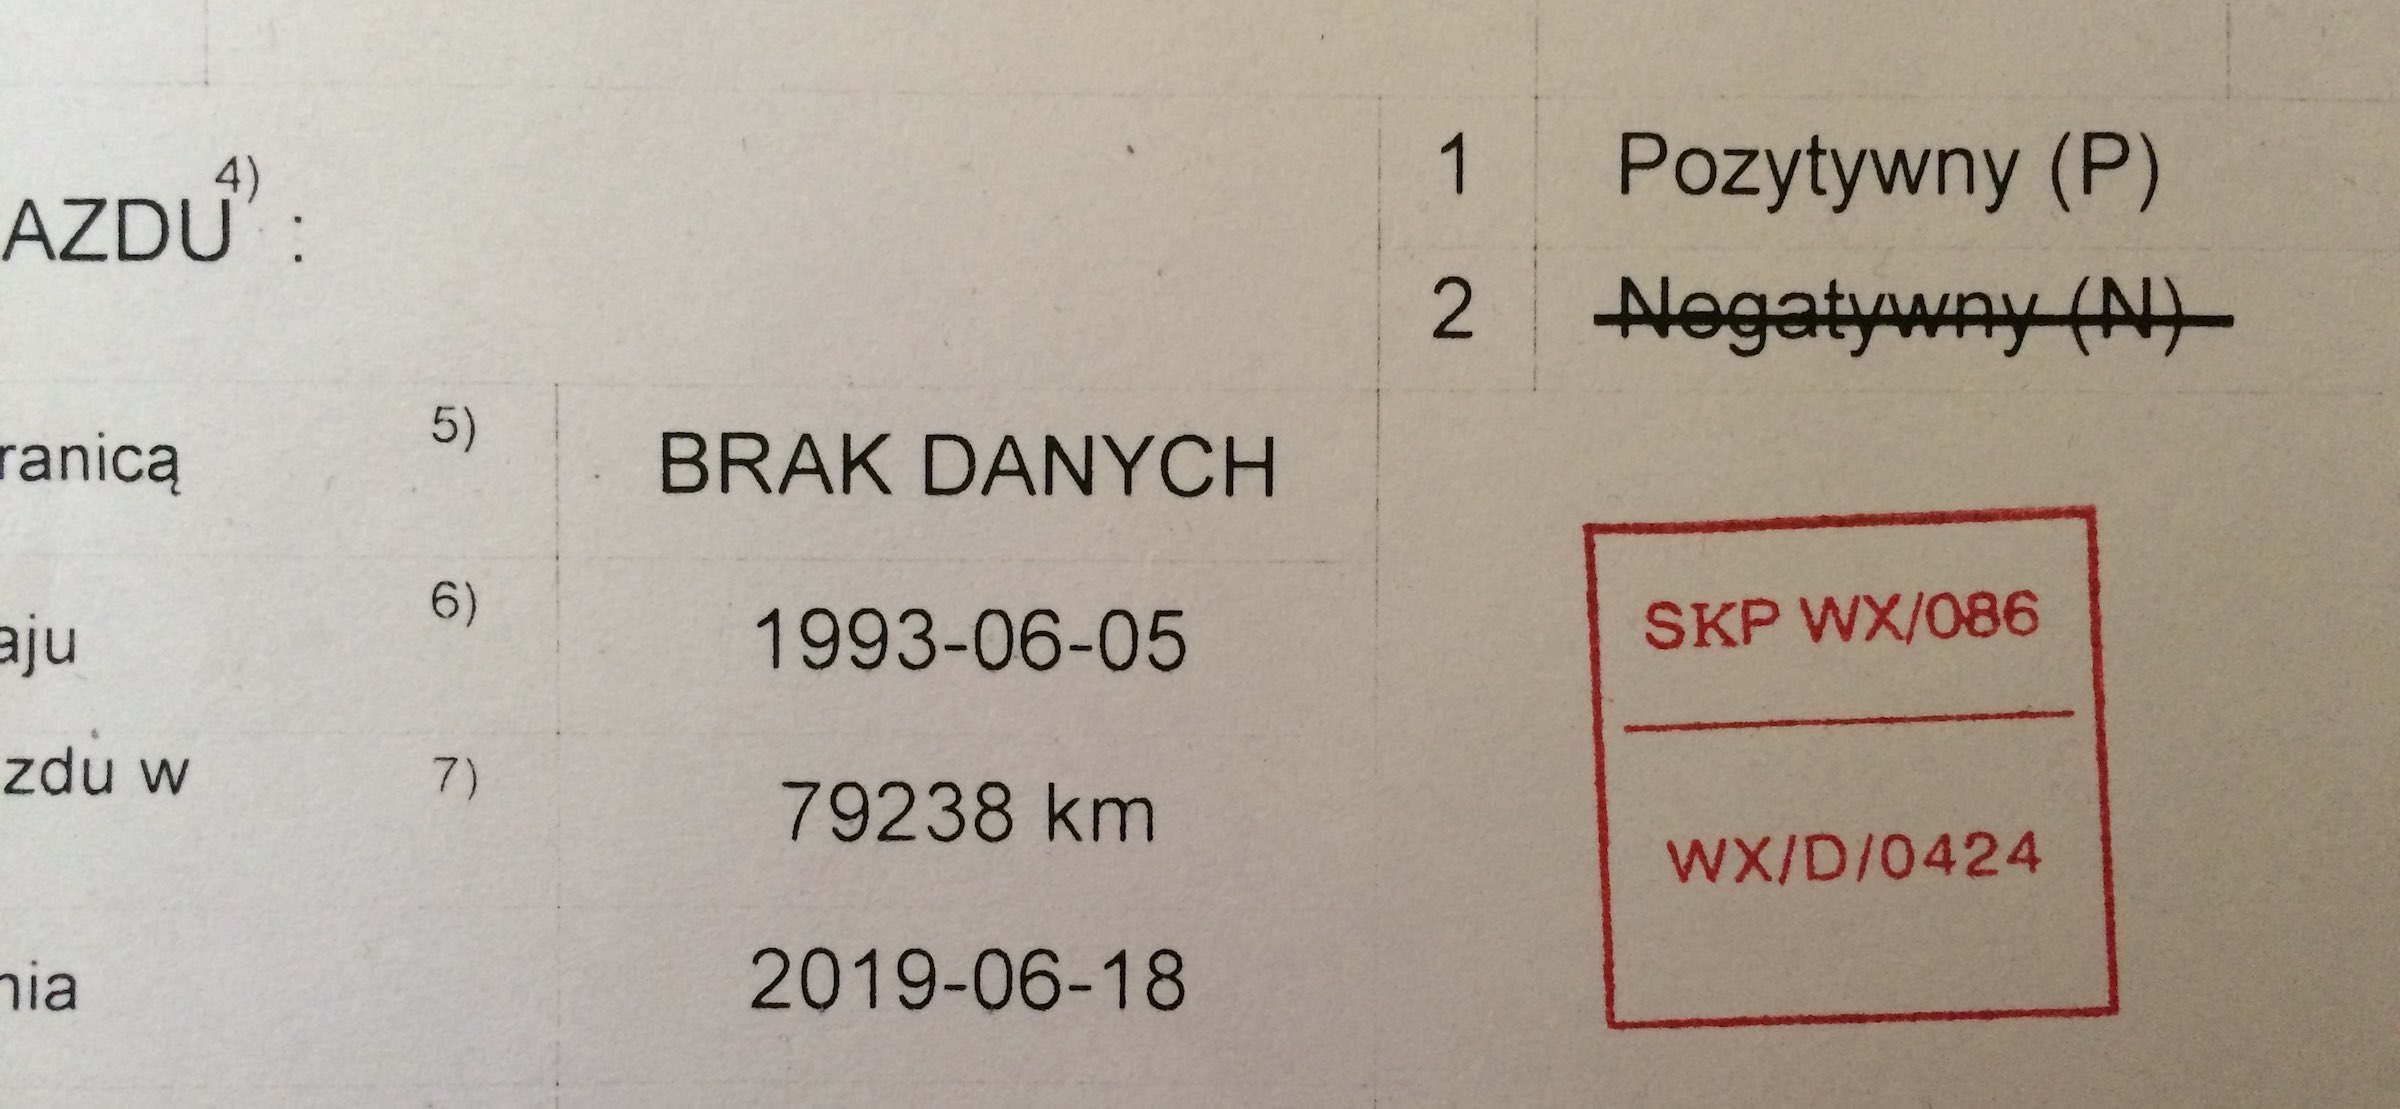 1 Pozytywny (P)
AZDU 4) :
2 Negatywny (N)
ranicą 5) BRAK DANYCH
aju 6) 1993-06-05
zdu w 7) 79238 km
nia 2019-06-18
SKP WX/086
WX/D/0424